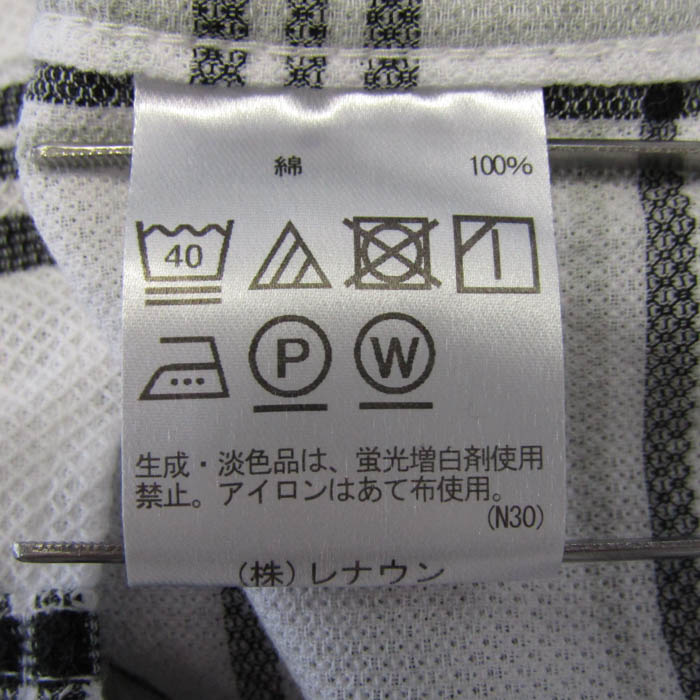 綿 100%
40
P W
生成・淡色品は、蛍光増白剤使用
禁止。アイロンはあて布使用。
(N30)
(株)レナウン